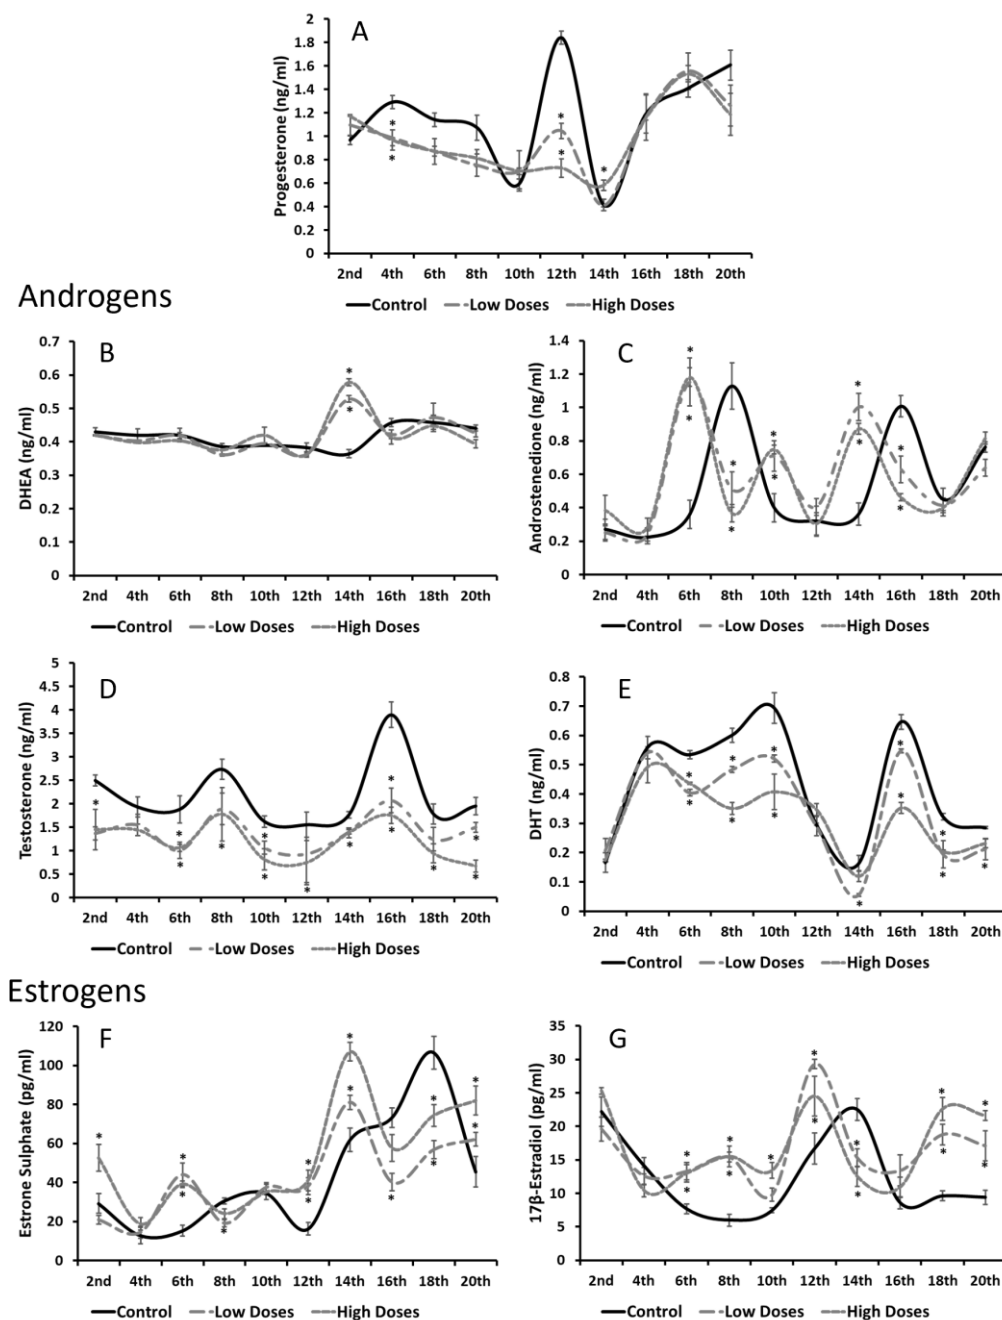 A
Progesterone (ng/ml)
2
1.8
1.6
1.4
1.2
1
0.8
0.6
0.4
0.2
0
* * * * *
2nd 4th 6th 8th 10th 12th 14th 16th 18th 20th
Control Low Doses High Doses
Androgens
B
DHEA (ng/ml)
0.7
0.6
0.5
0.4
0.3
0.2
0.1
0
* *
2nd 4th 6th 8th 10th 12th 14th 16th 18th 20th
Control Low Doses High Doses
C
Androstenedione (ng/ml)
1.4
1.2
1
0.8
0.6
0.4
0.2
0
* * * * * * * * * *
2nd 4th 6th 8th 10th 12th 14th 16th 18th 20th
Control Low Doses High Doses
D
Testosterone (ng/ml)
5
4.5
4
3.5
3
2.5
2
1.5
1
0.5
0
* * * * * * * * * * * * *
2nd 4th 6th 8th 10th 12th 14th 16th 18th 20th
Control Low Doses High Doses
E
DHT (ng/ml)
0.8
0.7
0.6
0.5
0.4
0.3
0.2
0.1
0
* * * * * * * * * * * * *
2nd 4th 6th 8th 10th 12th 14th 16th 18th 20th
Control Low Doses High Doses
Estrogens
F
Estrone Sulphate (pg/ml)
120
100
80
60
40
20
0
* * * * * * * * * * * * *
2nd 4th 6th 8th 10th 12th 14th 16th 18th 20th
Control Low Doses High Doses
G
17β-Estradiol (pg/ml)
35
30
25
20
15
10
5
0
* * * * * * * * * * * * *
2nd 4th 6th 8th 10th 12th 14th 16th 18th 20th
Control Low Doses High Doses